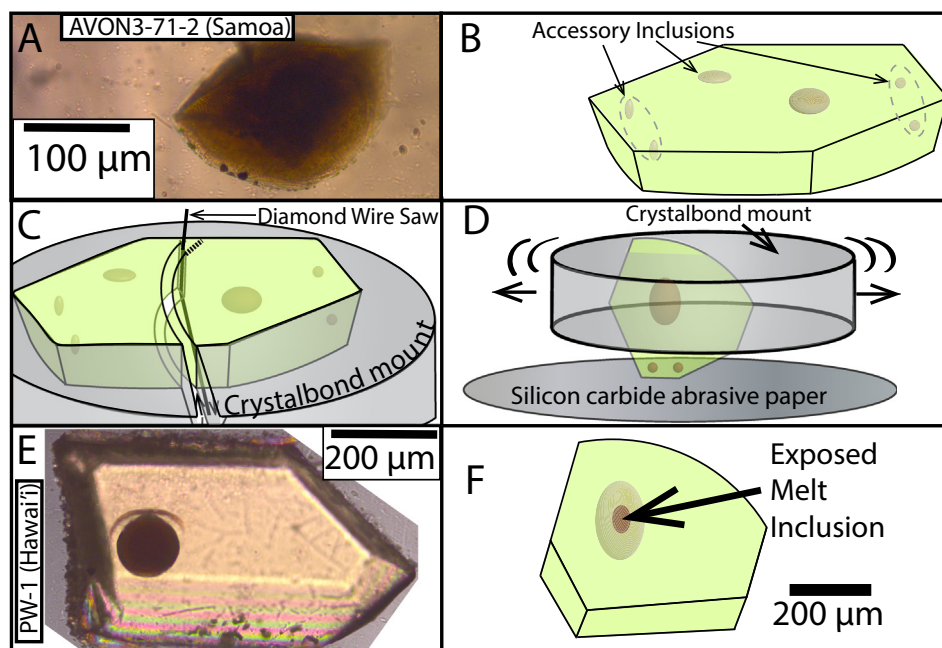 A
AVON3-71-2 (Samoa)
100 µm
B
Accessory Inclusions
C
Diamond Wire Saw
Crystalbond mount
D
Crystalbond mount
Silicon carbide abrasive paper
E
200 µm
PW-1 (Hawai'i)
F
Exposed
Melt
Inclusion
200 µm